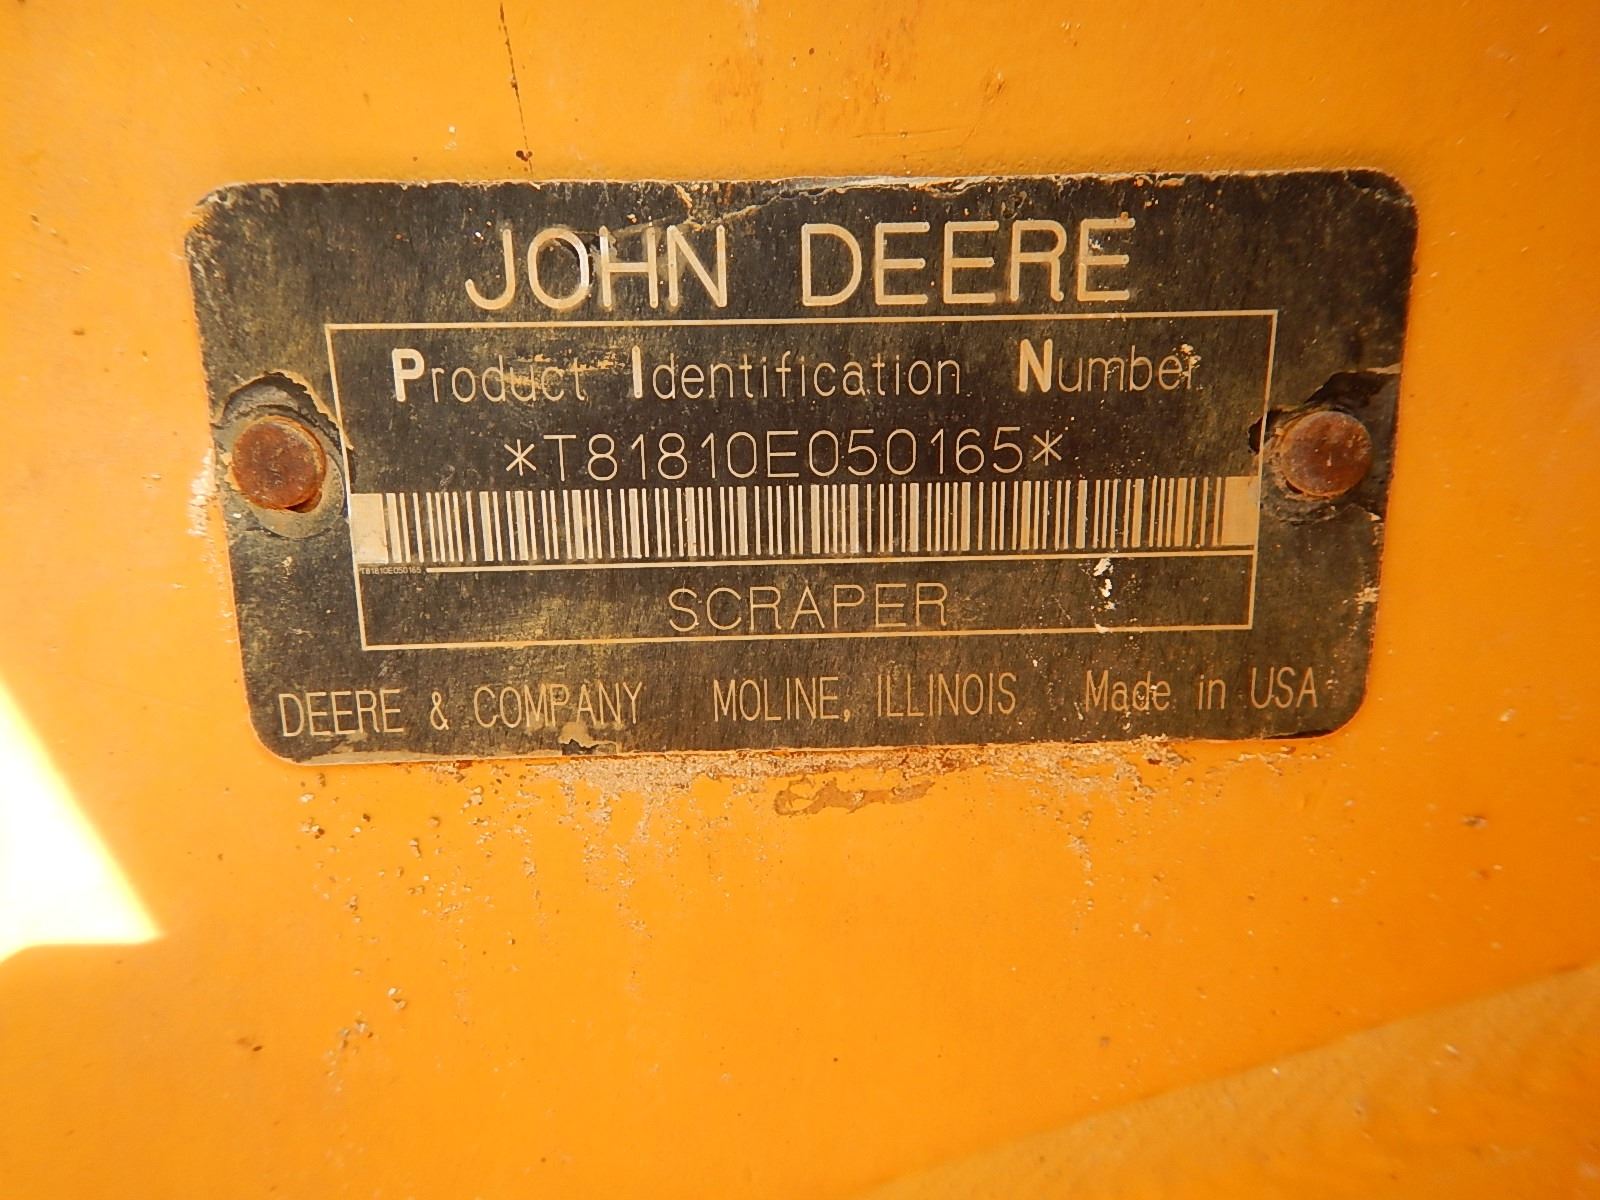 JOHN DEERE
Product Identification Number
*T81810E050165*
T81810E050165
SCRAPER
DEERE & COMPANY MOLINE, ILLINOIS Made in USA